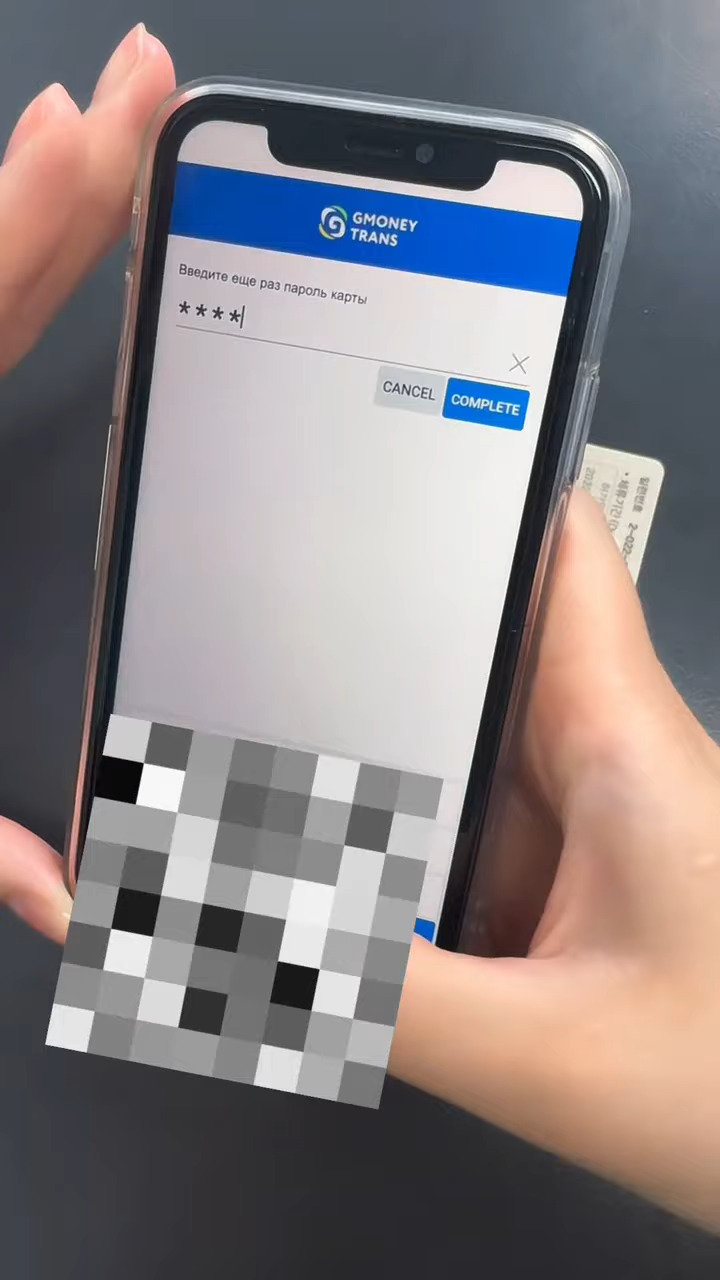 GMONEY
TRANS
Введите еще раз пароль карты
****
CANCEL
COMPLETE